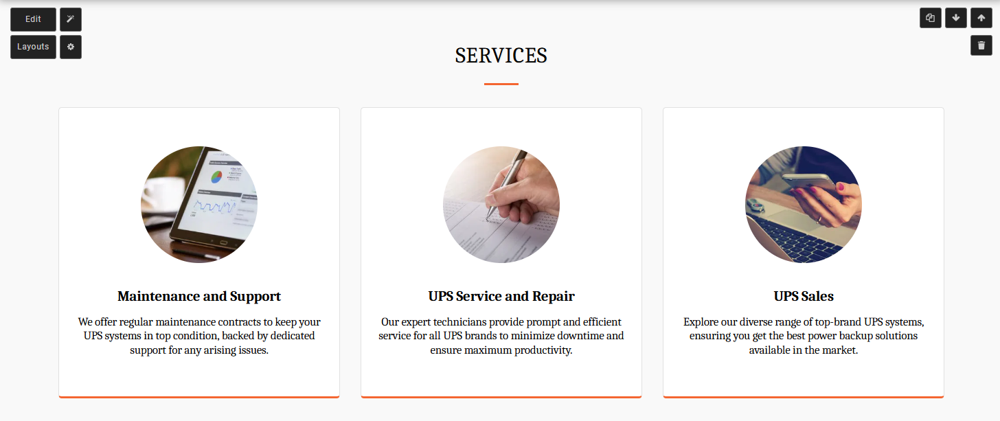 Edit
Layouts
SERVICES
Maintenance and Support
We offer regular maintenance contracts to keep your
UPS systems in top condition, backed by dedicated
support for any arising issues.
UPS Service and Repair
Our expert technicians provide prompt and efficient
service for all UPS brands to minimize downtime and
ensure maximum productivity.
UPS Sales
Explore our diverse range of top-brand UPS systems,
ensuring you get the best power backup solutions
available in the market.